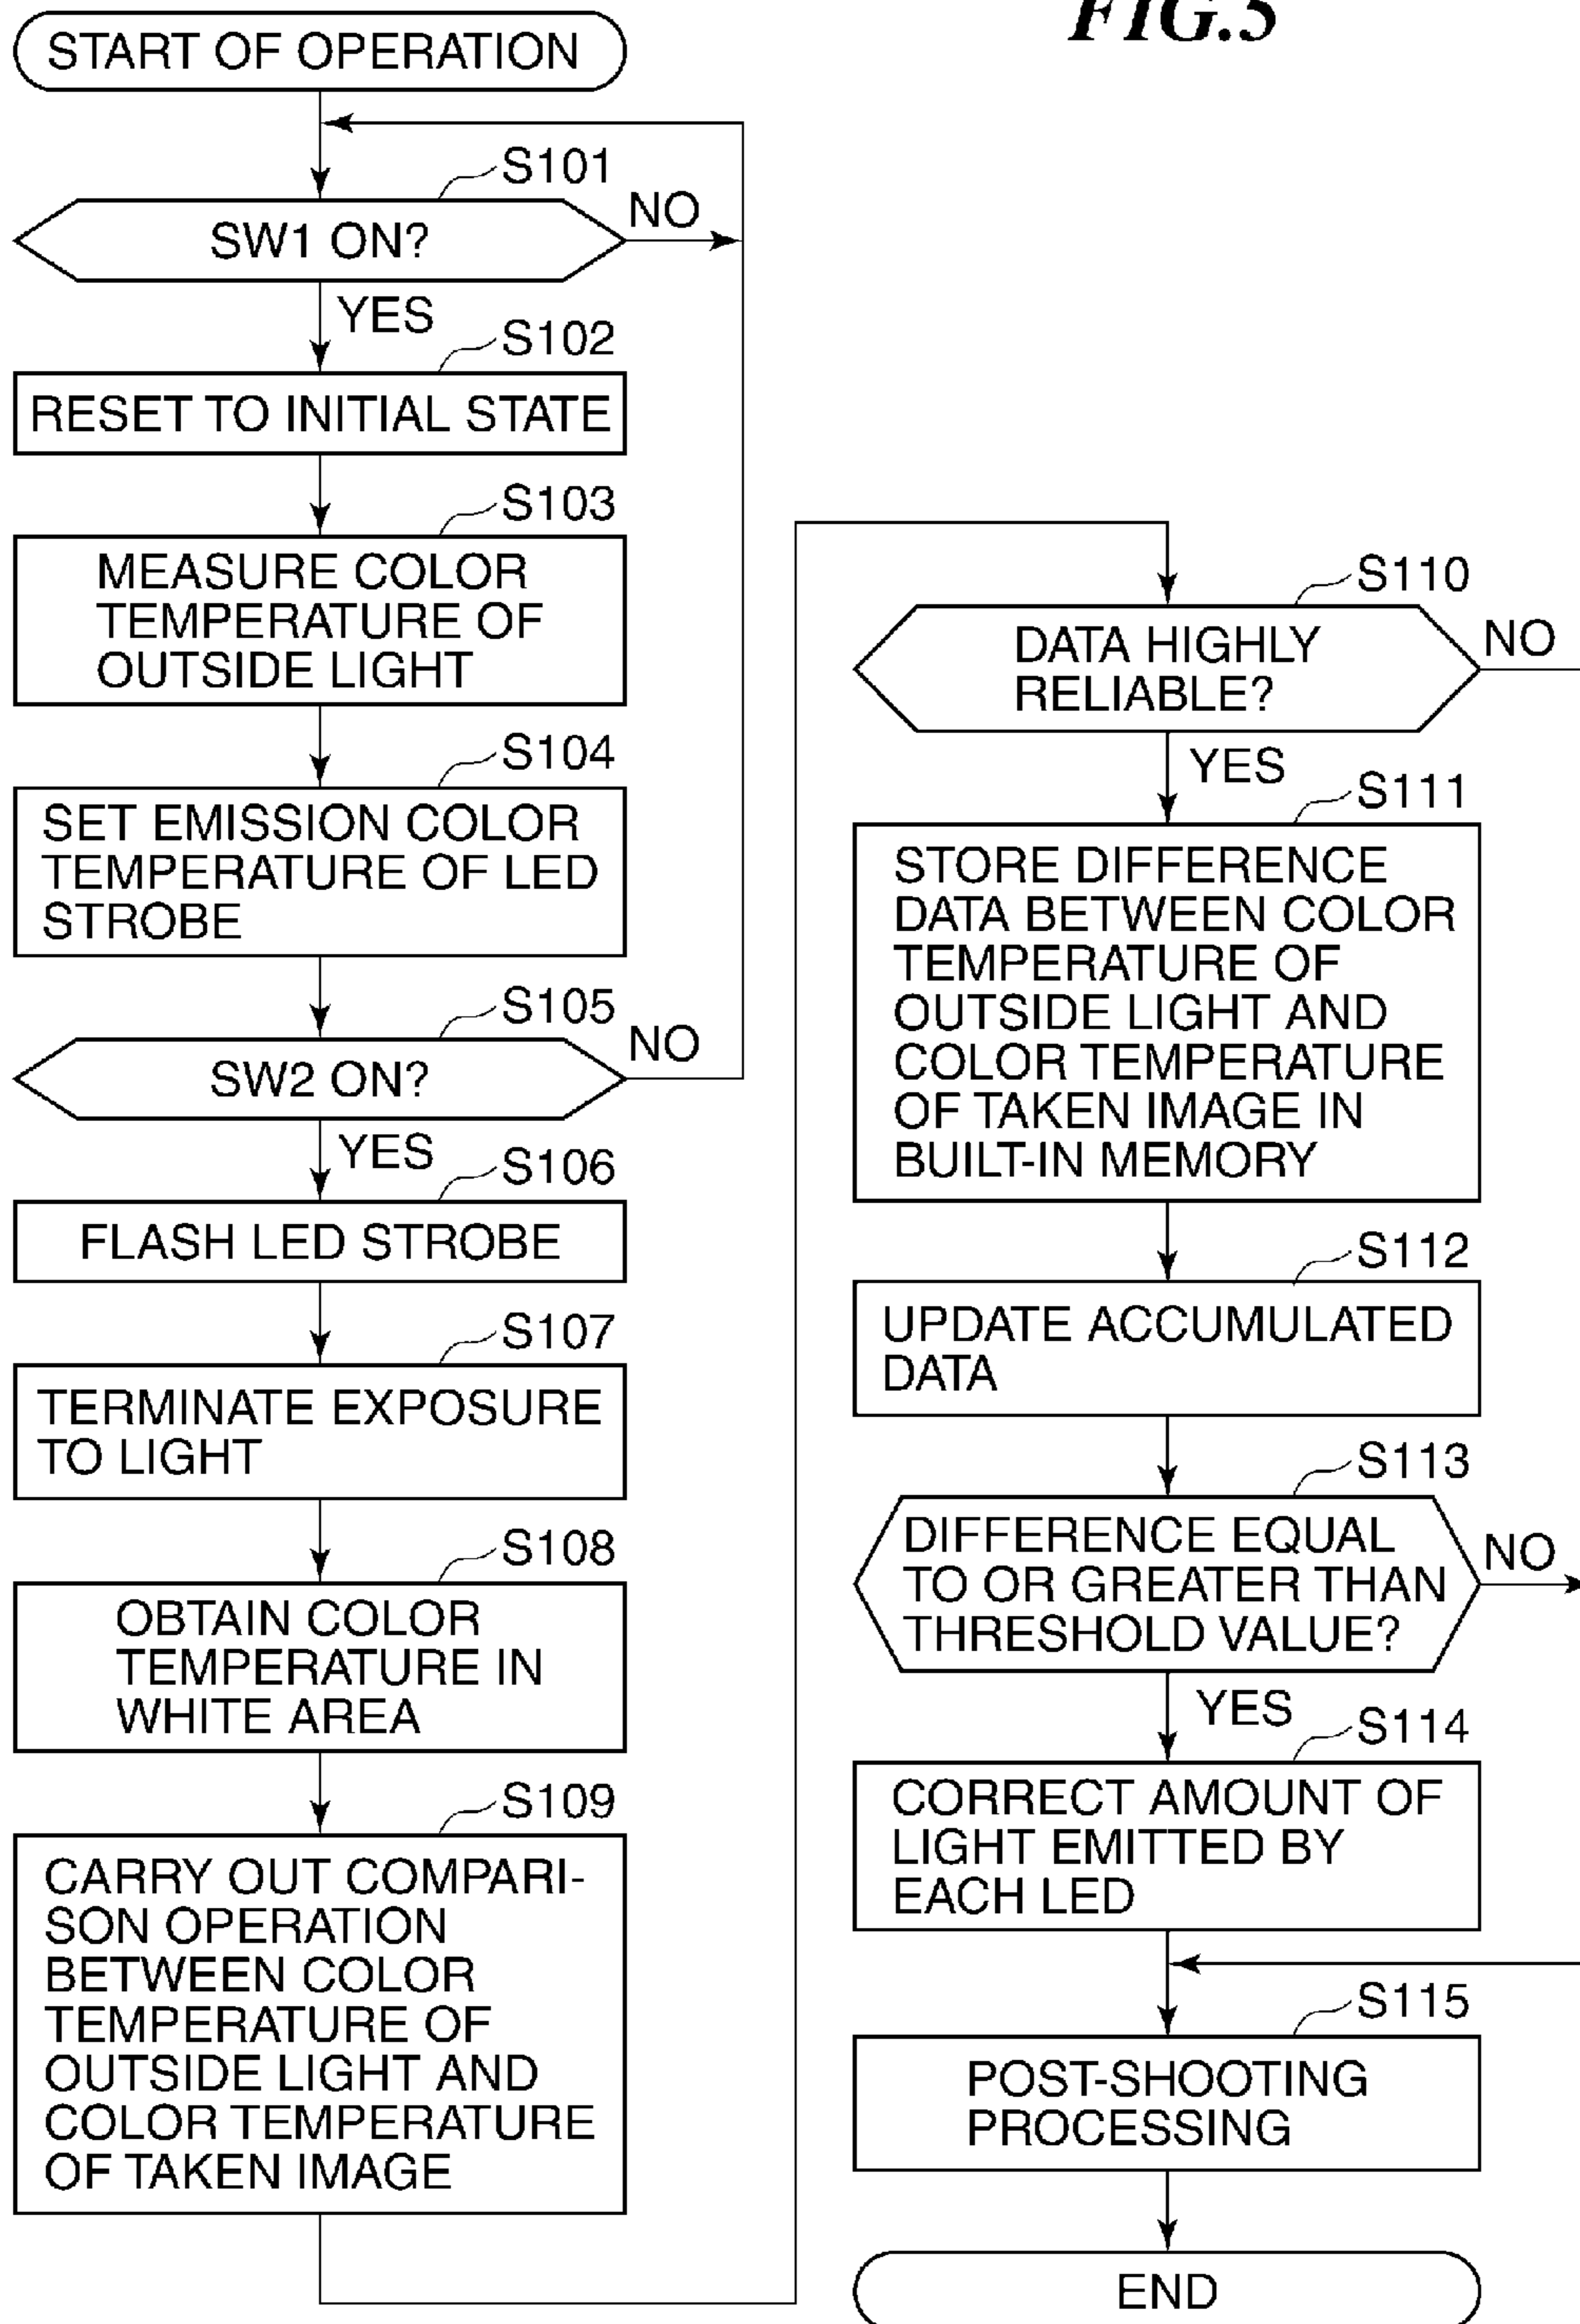 FIG.5
START OF OPERATION
S101
SW1 ON?
NO
YES
S102
RESET TO INITIAL STATE
S103
MEASURE COLOR
TEMPERATURE OF
OUTSIDE LIGHT
S104
SET EMISSION COLOR
TEMPERATURE OF LED
STROBE
S105
SW2 ON?
NO
YES
S106
FLASH LED STROBE
S107
TERMINATE EXPOSURE
TO LIGHT
S108
OBTAIN COLOR
TEMPERATURE IN
WHITE AREA
S109
CARRY OUT COMPARI-
SON OPERATION
BETWEEN COLOR
TEMPERATURE OF
OUTSIDE LIGHT AND
COLOR TEMPERATURE
OF TAKEN IMAGE
S110
DATA HIGHLY
RELIABLE?
NO
YES
S111
STORE DIFFERENCE
DATA BETWEEN COLOR
TEMPERATURE OF
OUTSIDE LIGHT AND
COLOR TEMPERATURE
OF TAKEN IMAGE IN
BUILT-IN MEMORY
S112
UPDATE ACCUMULATED
DATA
S113
DIFFERENCE EQUAL
TO OR GREATER THAN
THRESHOLD VALUE?
NO
YES
S114
CORRECT AMOUNT OF
LIGHT EMITTED BY
EACH LED
S115
POST-SHOOTING
PROCESSING
END